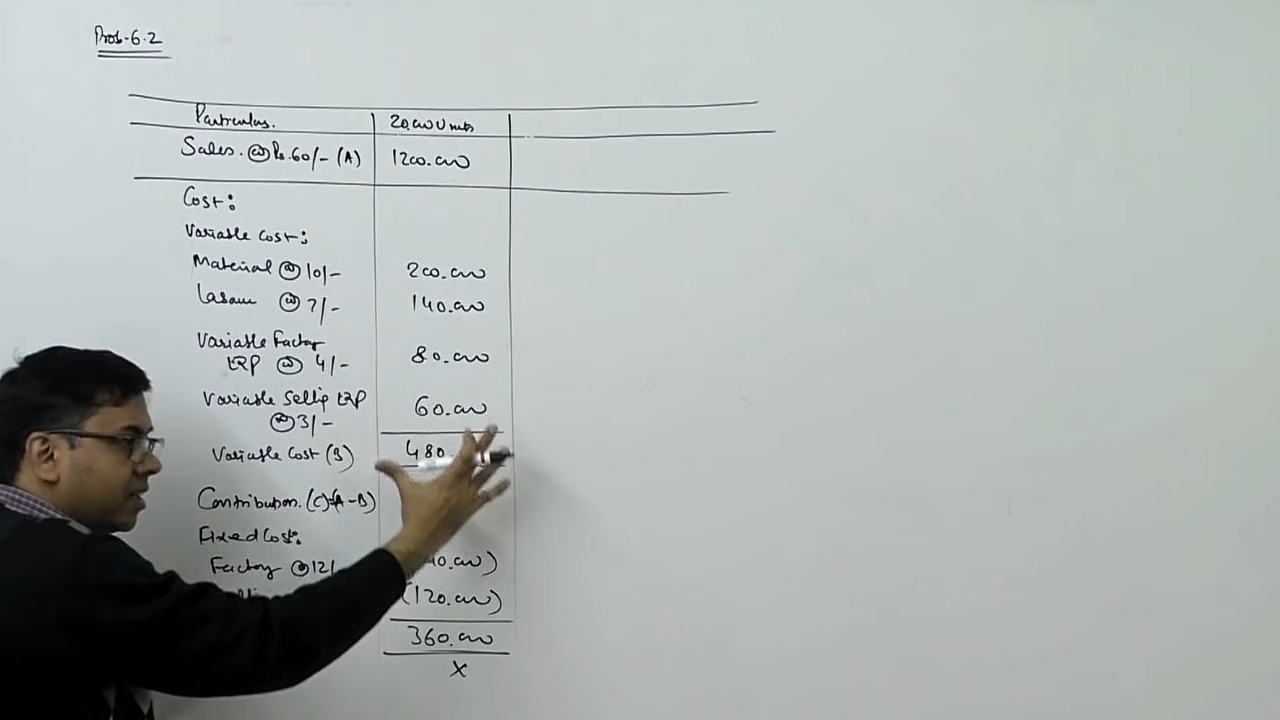 Prob. 6.2
Particulars. 20,000 Units
Sales. @ Rs. 60/- (A) 1200,000
Cost:
Variable Cost:
Material @ 10/- 200,000
Labour @ 7/- 140,000
Variable Factory
EXP @ 4/- 80,000
Variable Selling EXP 60,000
@ 3/-
Variable Cost (B) 480
Contribution. (C)=(A-B)
Fixed Cost:
Factory @ 12/- 40,000)
(120,000)
360,000
X